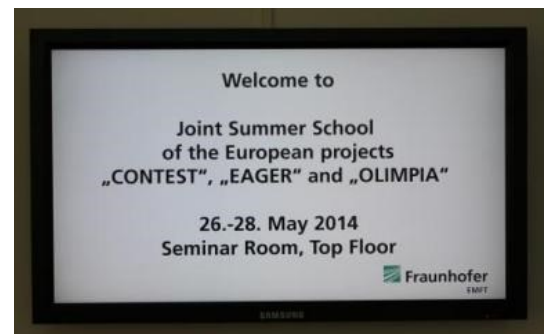 Welcome to
Joint Summer School
of the European projects
„CONTEST“, „EAGER“ and „OLIMPIA“
26.-28. May 2014
Seminar Room, Top Floor
Fraunhofer
EMFT
SAMSUNG